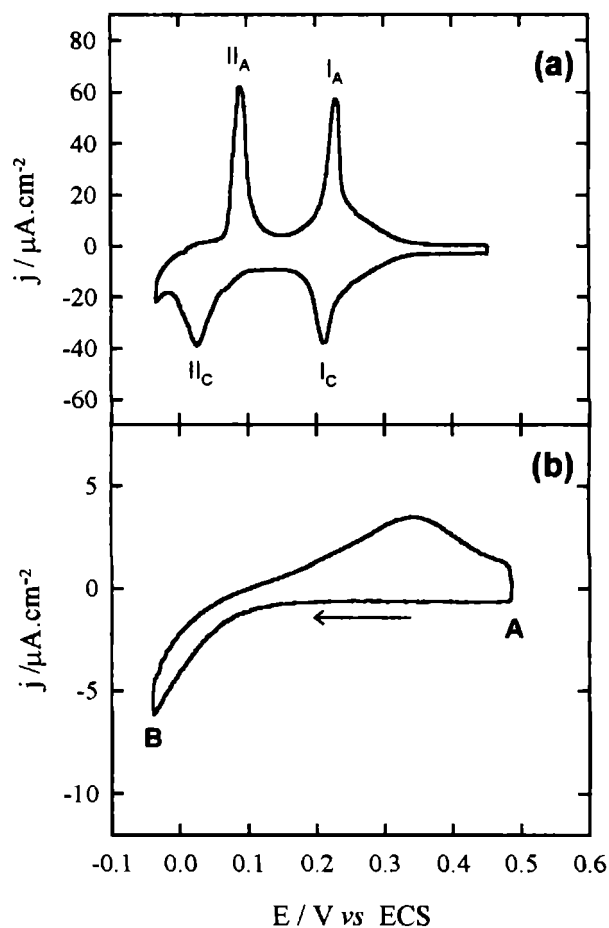 80
60
40
20
0
-20
-40
-60
j / µA.cm-2
(a)
II_A
I_A
II_C
I_C
5
0
-5
-10
j /µA.cm-2
(b)
A
B
-0.1 0.0 0.1 0.2 0.3 0.4 0.5 0.6
E / V vs ECS